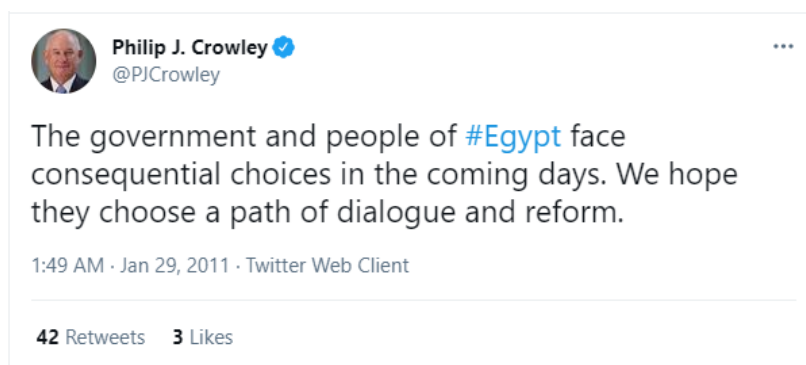 Philip J. Crowley
@PJCrowley
The government and people of #Egypt face
consequential choices in the coming days. We hope
they choose a path of dialogue and reform.
1:49 AM · Jan 29, 2011 · Twitter Web Client
42 Retweets 3 Likes